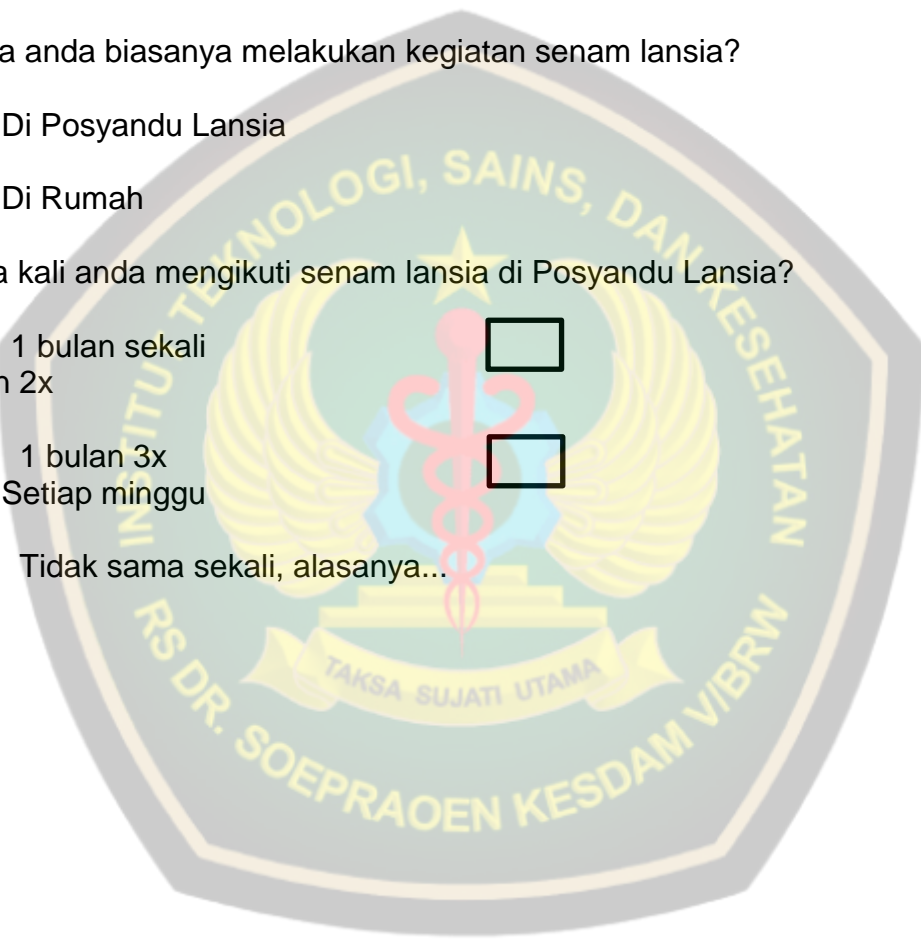 a anda biasanya melakukan kegiatan senam lansia?
Di Posyandu Lansia
Di Rumah
a kali anda mengikuti senam lansia di Posyandu Lansia?
1 bulan sekali
n 2x
1 bulan 3x
Setiap minggu
Tidak sama sekali, alasanya...
INSTITUT TEKNOLOGI, SAINS, DAN KESEHATAN
TAKSA SUJATI UTAMA
RS DR. SOEPRAOEN KESDAM V/BRW